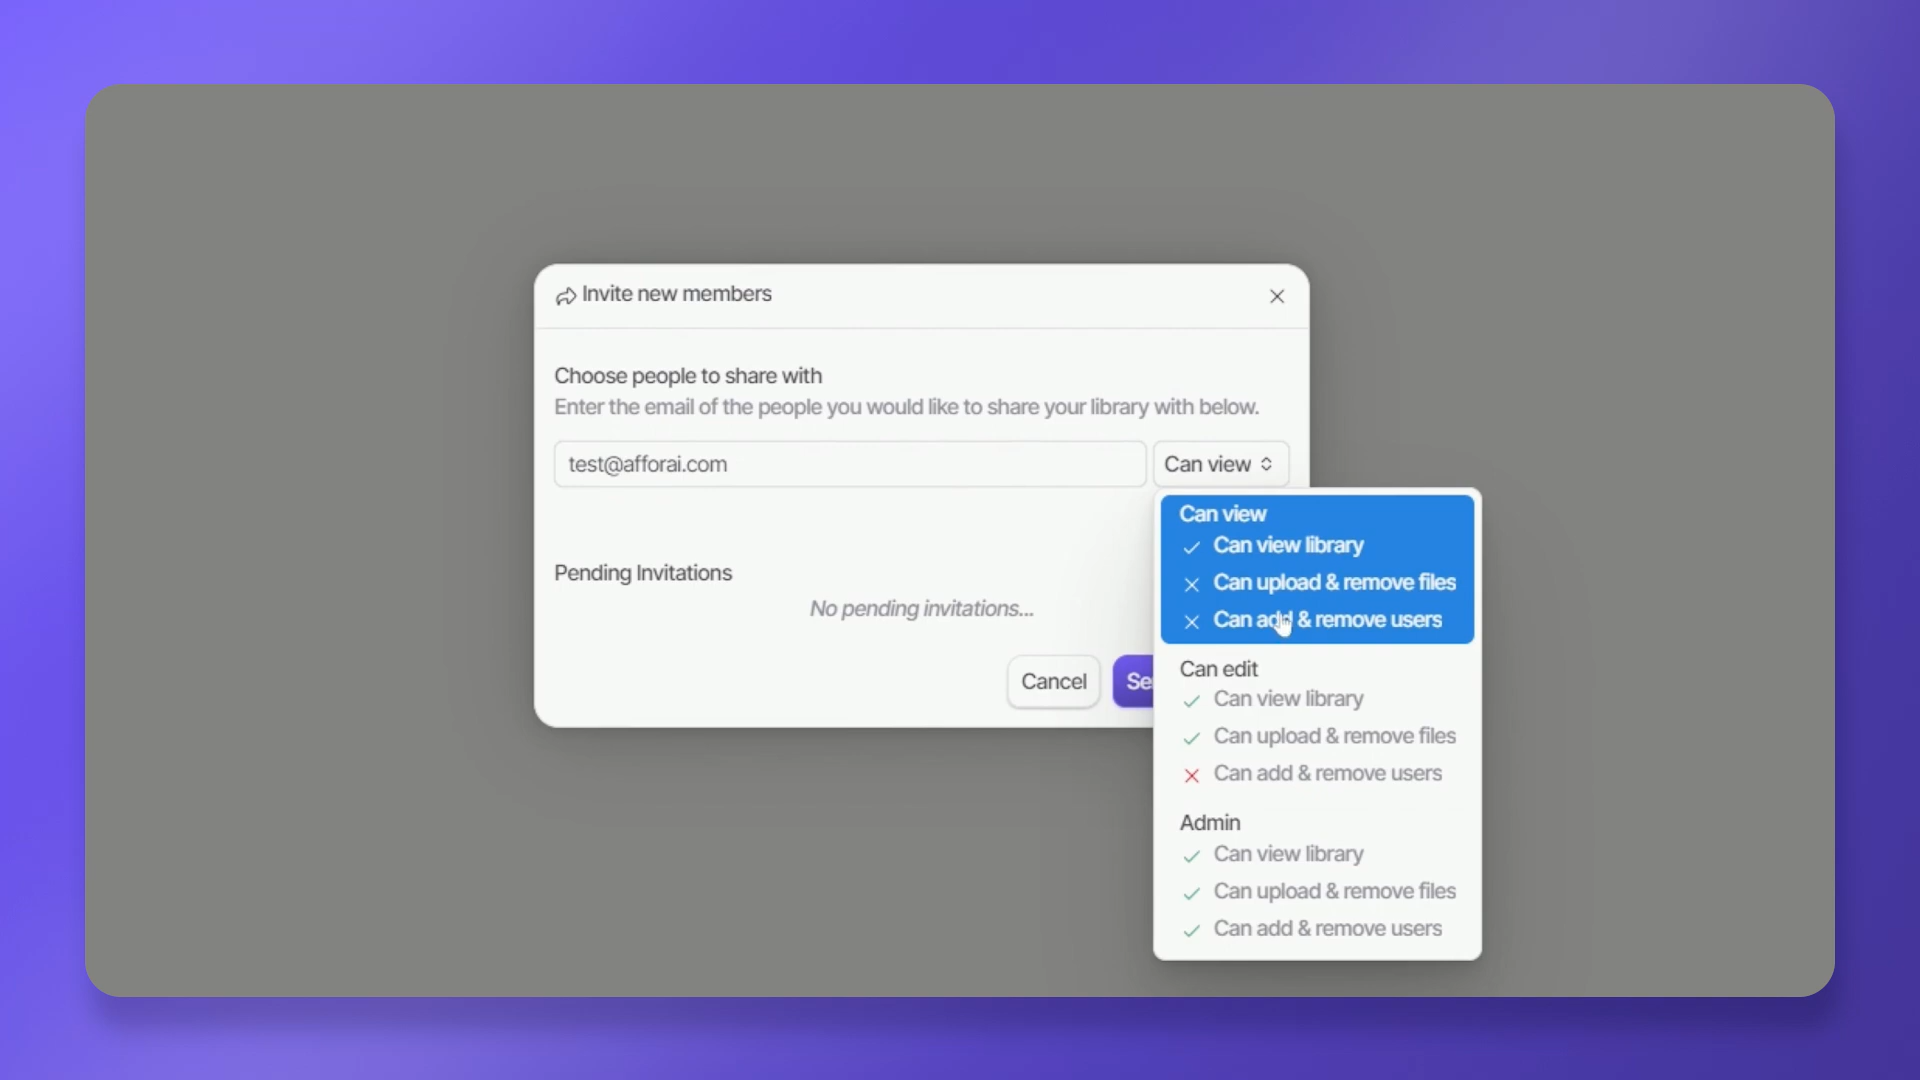 Invite new members
Choose people to share with
Enter the email of the people you would like to share your library with below.
test@afforai.com
Can view
Can view
Can view library
Can upload & remove files
Can add & remove users
Pending Invitations
No pending invitations...
Cancel
Se
Can edit
Can view library
Can upload & remove files
Can add & remove users
Admin
Can view library
Can upload & remove files
Can add & remove users